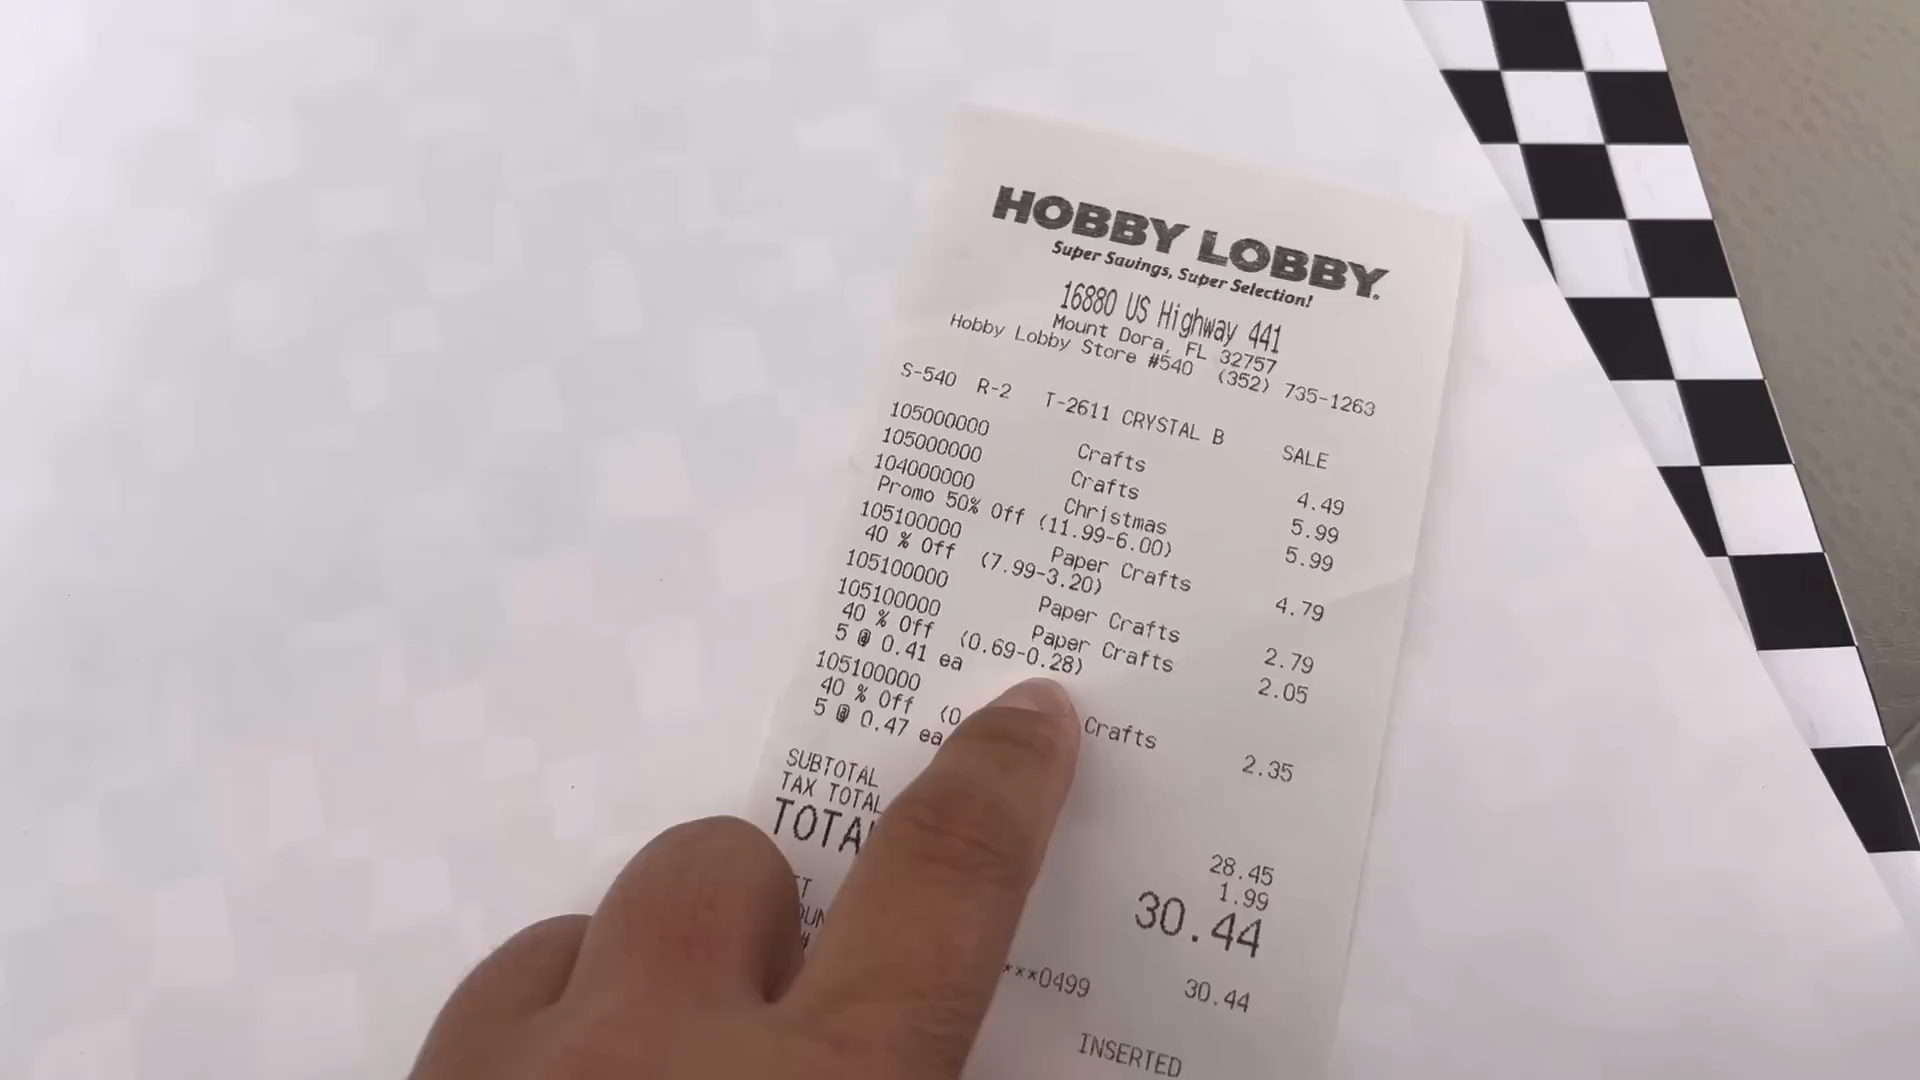 HOBBY LOBBY
Super Savings, Super Selection!
16880 US Highway 441
Mount Dora, FL 32757
Hobby Lobby Store #540 (352) 735-1263
S-540 R-2 T-2611 CRYSTAL B SALE
105000000 Crafts 4.49
105000000 Crafts 5.99
104000000 Christmas 5.99
Promo 50% Off (11.99-6.00)
105100000 Paper Crafts 4.79
40 % Off (7.99-3.20)
105100000 Paper Crafts 2.79
105100000 Paper Crafts 2.05
40 % Off (0.69-0.28)
5 @ 0.41 ea
105100000 Crafts 2.35
40 % Off
5 @ 0.47 ea
SUBTOTAL 28.45
TAX TOTAL 1.99
TOTAL 30.44
***0499 30.44
INSERTED